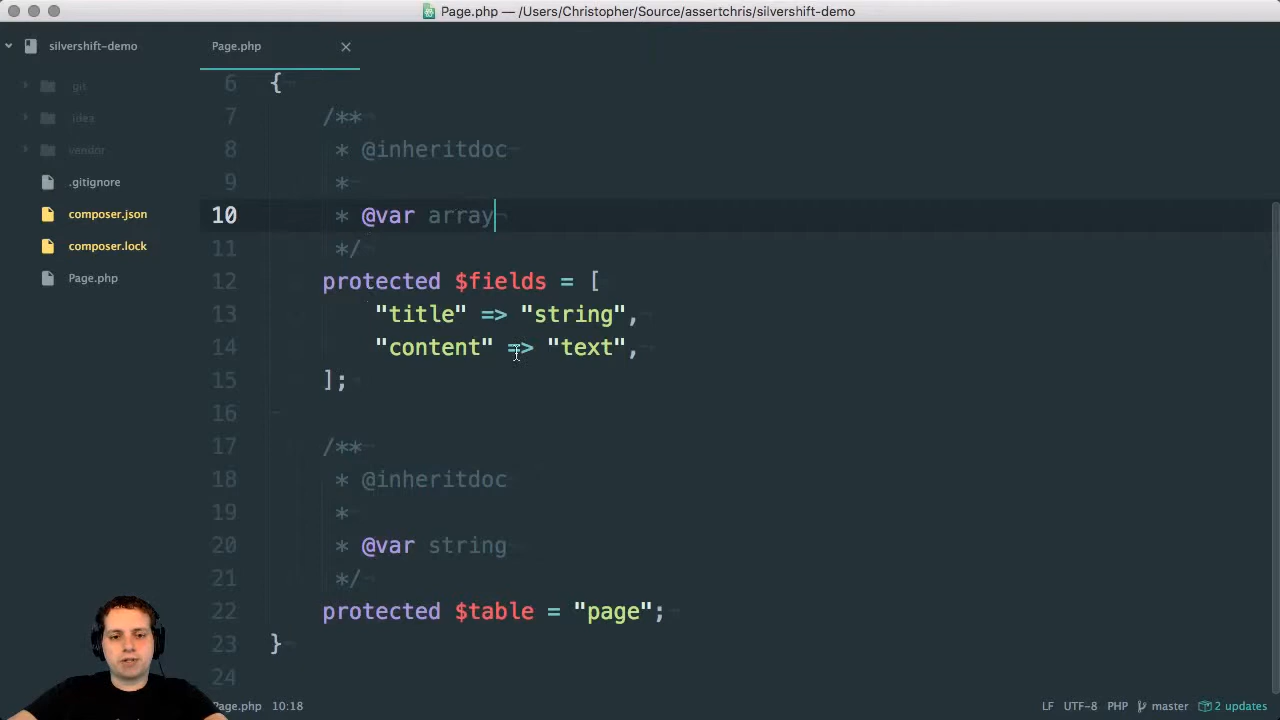 Page.php — /Users/Christopher/Source/assertchris/silvershift-demo
silvershift-demo
.git
.idea
vendor
.gitignore
composer.json
composer.lock
Page.php
Page.php
6 {
7 /**
8 * @inheritdoc
9 *
10 * @var array
11 */
12 protected $fields = [
13 "title" => "string",
14 "content" => "text",
15 ];
16
17 /**
18 * @inheritdoc
19 *
20 * @var string
21 */
22 protected $table = "page";
23 }
24
Page.php 10:18 LF UTF-8 PHP master 2 updates